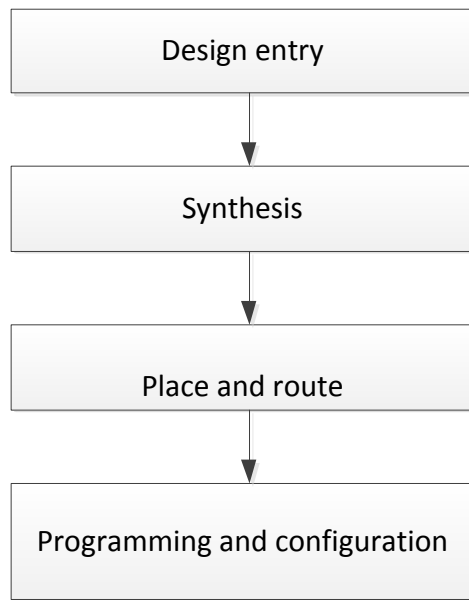 Design entry
Synthesis
Place and route
Programming and configuration